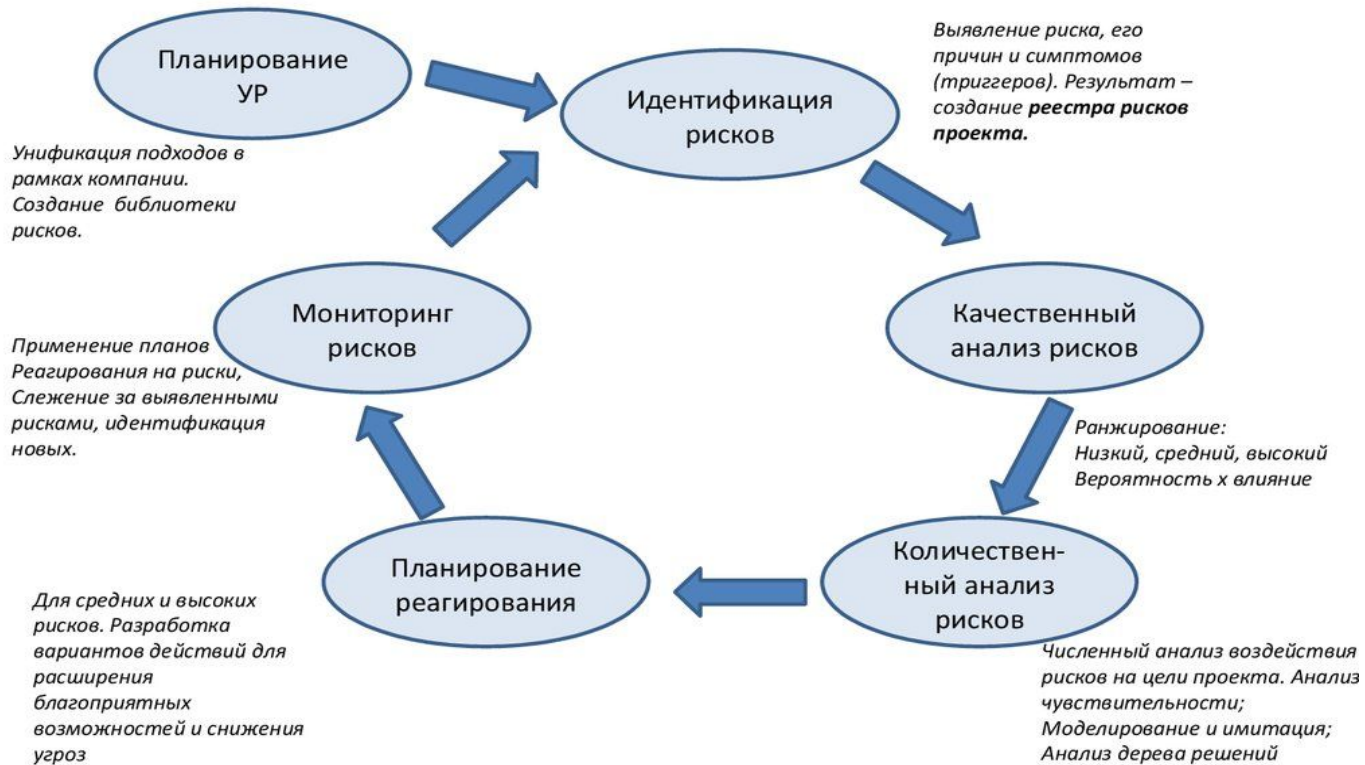 Планирование
УР
Унификация подходов в
рамках компании.
Создание библиотеки
рисков.
Идентификация
рисков
Выявление риска, его
причин и симптомов
(триггеров). Результат –
создание реестра рисков
проекта.
Качественный
анализ рисков
Ранжирование:
Низкий, средний, высокий
Вероятность х влияние
Количествен-
ный анализ
рисков
Численный анализ воздействия
рисков на цели проекта. Анализ
чувствительности;
Моделирование и имитация;
Анализ дерева решений
Планирование
реагирования
Для средних и высоких
рисков. Разработка
вариантов действий для
расширения
благоприятных
возможностей и снижения
угроз
Мониторинг
рисков
Применение планов
Реагирования на риски,
Слежение за выявленными
рисками, идентификация
новых.